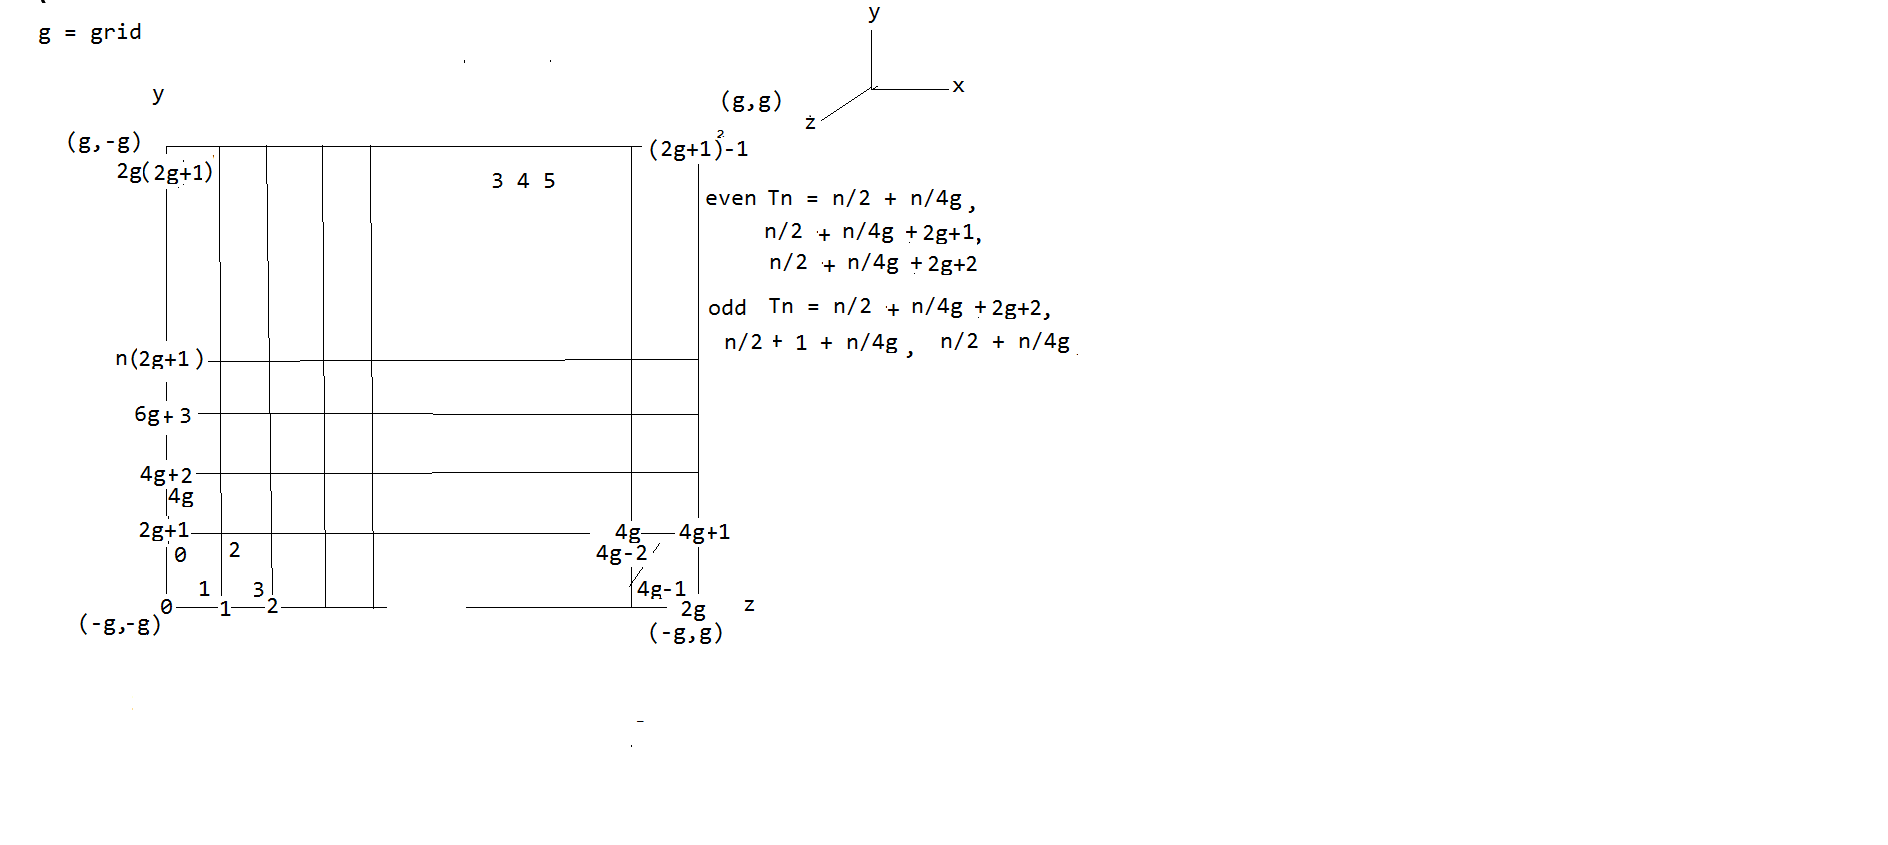 g = grid
y
x
z
y
(g,g)
(g,-g)
(2g+1)²-1
2g(2g+1)
3 4 5
even Tn = n/2 + n/4g,
n/2 + n/4g +2g+1,
n/2 + n/4g +2g+2
odd Tn = n/2 + n/4g +2g+2,
n/2 + 1 + n/4g, n/2 + n/4g
n(2g+1)
6g+3
4g+2
4g
2g+1
4g 4g+1
0 2
4g-2
1 3
4g-1
0 1 2
2g z
(-g,-g)
(-g,g)